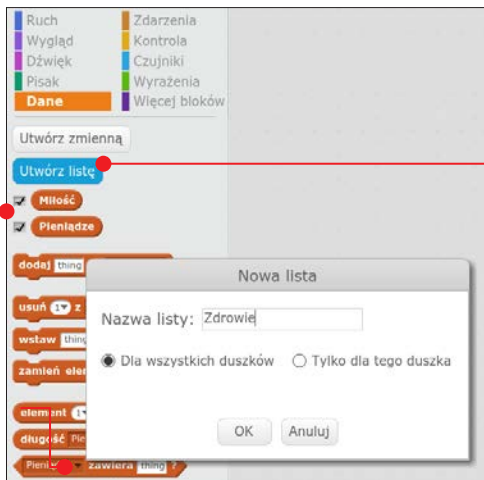 Ruch
Zdarzenia
Wygląd
Kontrola
Dźwięk
Czujniki
Pisak
Wyrażenia
Dane
Więcej bloków
Utwórz zmienną
Utwórz listę
Miłość
Pieniądze
dodaj thing
usuń 1 z
wstaw thing
zamień
element 1
długość
zawiera thing ?
Nowa lista
Nazwa listy: Zdrowie
Dla wszystkich duszków
Tylko dla tego duszka
OK
Anuluj